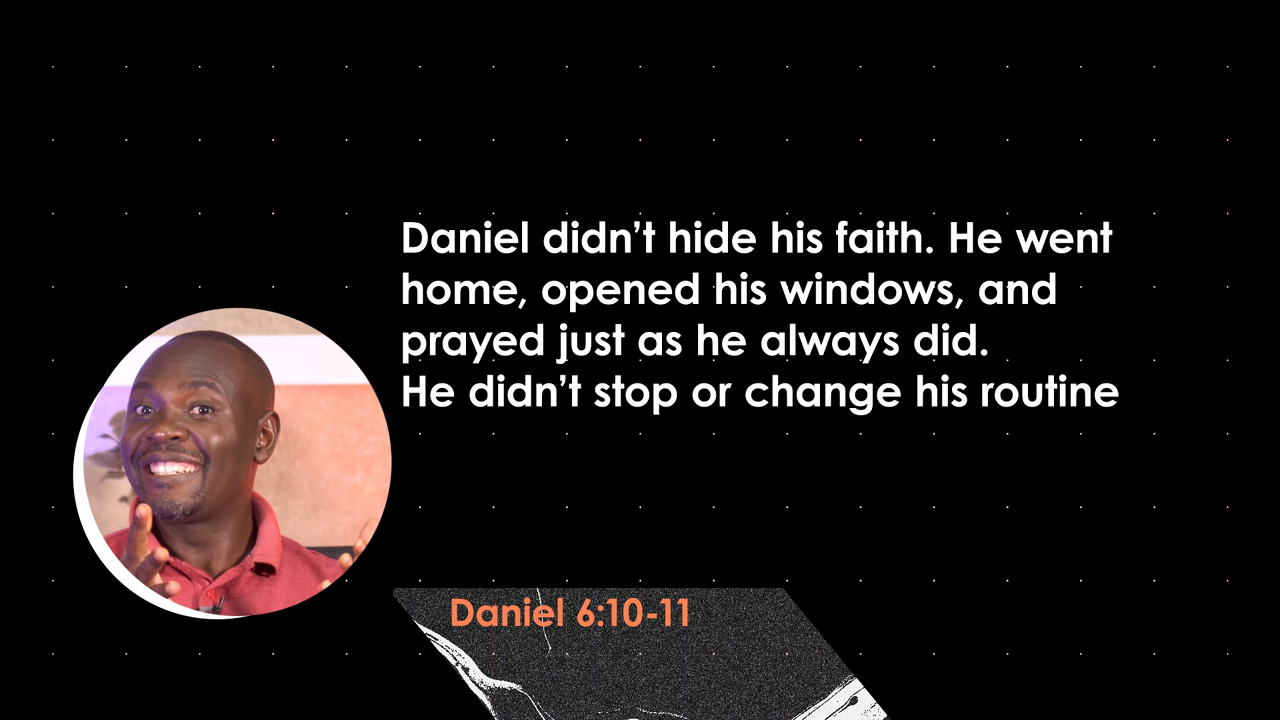 Daniel didn’t hide his faith. He went
home, opened his windows, and
prayed just as he always did.
He didn’t stop or change his routine
Daniel 6:10-11